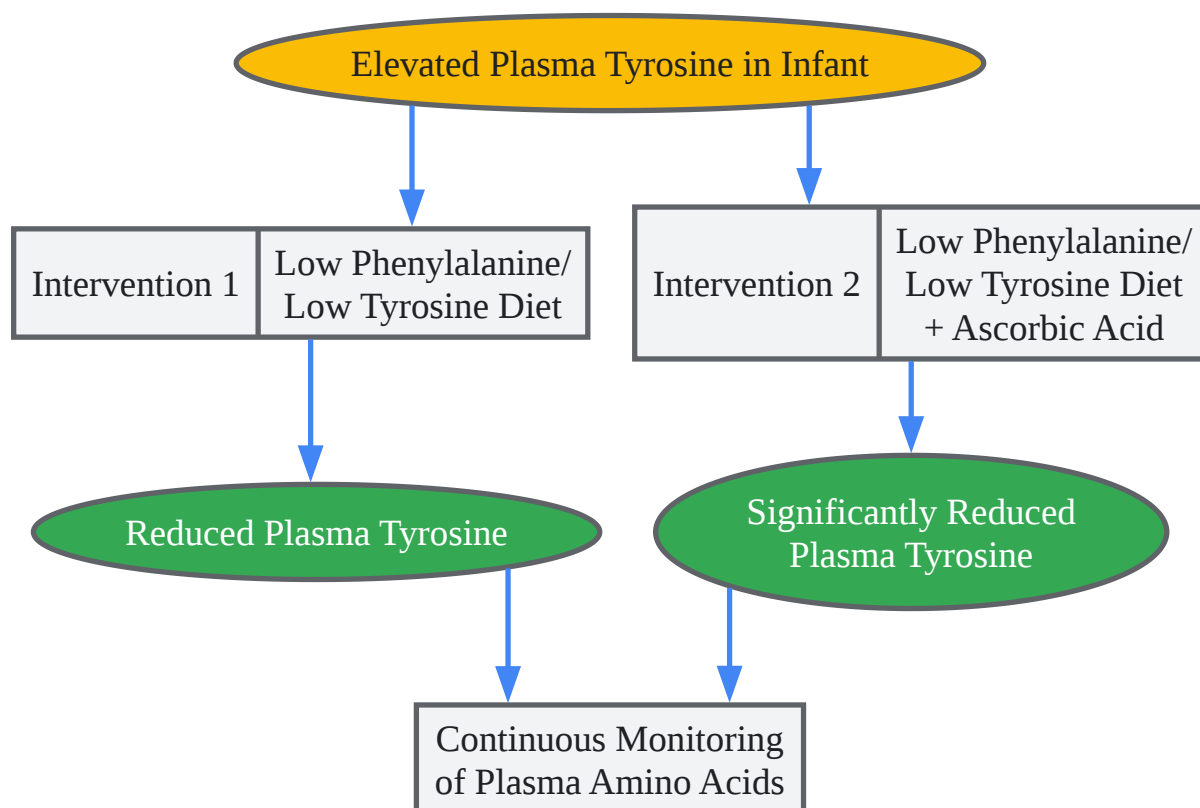 Elevated Plasma Tyrosine in Infant
Intervention 1
Low Phenylalanine/
Low Tyrosine Diet
Intervention 2
Low Phenylalanine/
Low Tyrosine Diet
+ Ascorbic Acid
Reduced Plasma Tyrosine
Significantly Reduced
Plasma Tyrosine
Continuous Monitoring
of Plasma Amino Acids